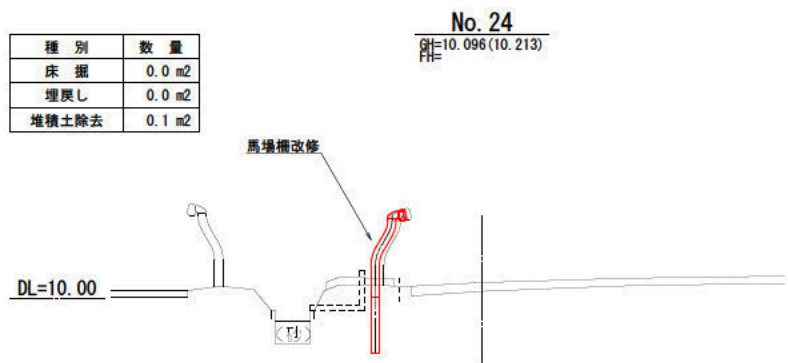 No. 24
GH=10.096(10.213)
FH=
種 別 数 量
床 掘 0.0 m2
埋戻し 0.0 m2
堆積土除去 0.1 m2
馬場柵改修
DL=10.00